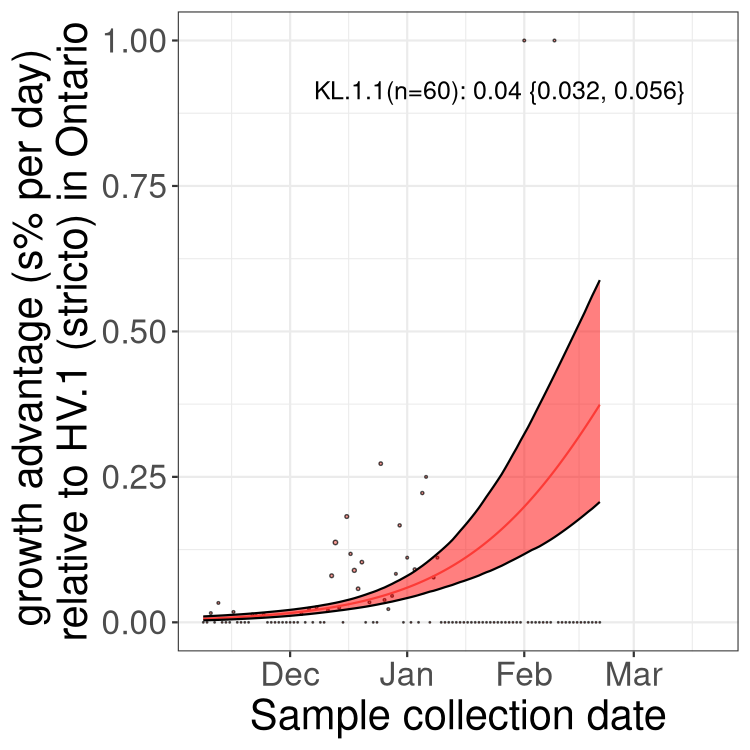 1.00
KL.1.1(n=60): 0.04 {0.032, 0.056}
0.75
0.50
0.25
0.00
growth advantage (s% per day)
relative to HV.1 (stricto) in Ontario
Dec Jan Feb Mar
Sample collection date